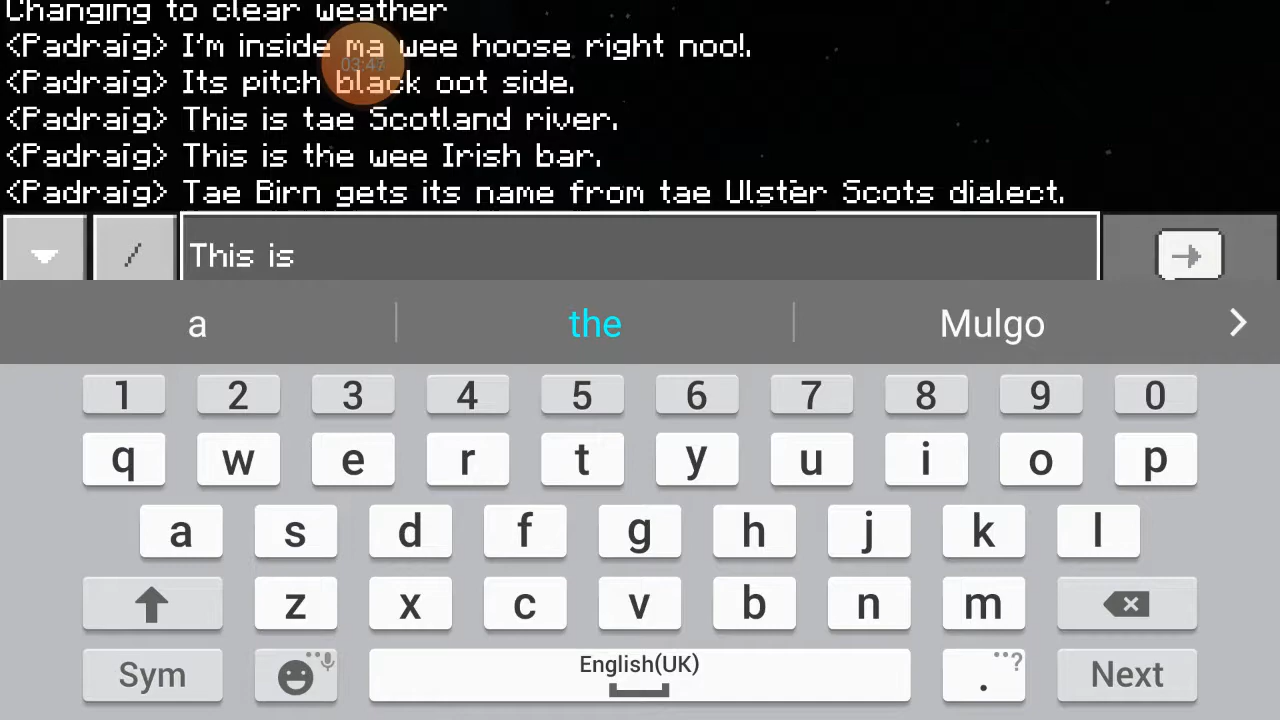 Changing to clear weather
<Padraig> I'm inside ma wee hoose right noo!.
<Padraig> Its pitch black oot side.
<Padraig> This is tae Scotland river.
<Padraig> This is the wee Irish bar.
<Padraig> Tae Birn gets its name from tae Ulster Scots dialect.
03:47
/ This is
a the Mulgo
1 2 3 4 5 6 7 8 9 0
q w e r t y u i o p
a s d f g h j k l
z x c v b n m
Sym English(UK) . ? Next